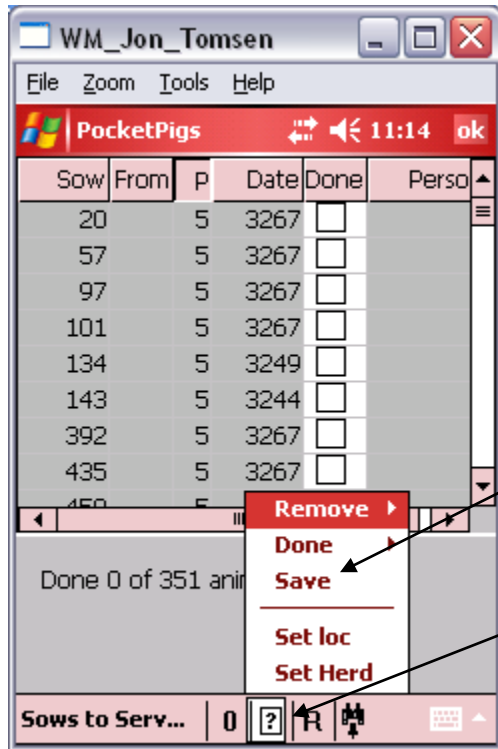 WM_Jon_Tomsen
File Zoom Tools Help
PocketPigs 11:14 ok
Sow From P Date Done Perso
20 5 3267
57 5 3267
97 5 3267
101 5 3267
134 5 3249
143 5 3244
392 5 3267
435 5 3267
Remove
Done
Done 0 of 351 ani
Save
Set loc
Set Herd
Sows to Serv... 0 ? R